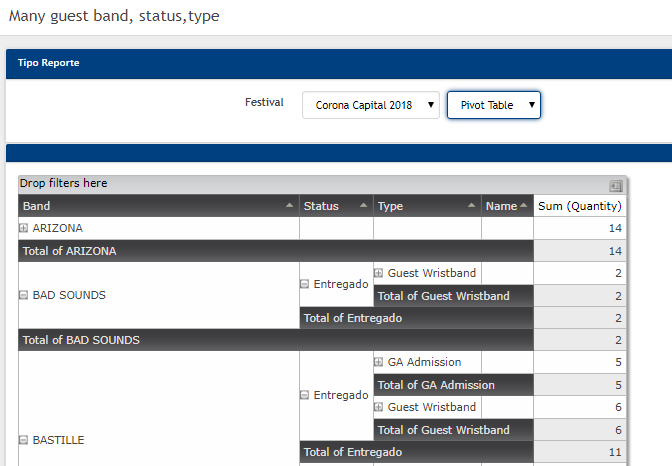 Many guest band, status,type
Tipo Reporte
Festival Corona Capital 2018 Pivot Table
Drop filters here
Band Status Type Name Sum (Quantity)
ARIZONA 14
Total of ARIZONA 14
BAD SOUNDS Entregado Guest Wristband 2
Total of Guest Wristband 2
Total of Entregado 2
Total of BAD SOUNDS 2
BASTILLE Entregado GA Admission 5
Total of GA Admission 5
Guest Wristband 6
Total of Guest Wristband 6
Total of Entregado 11